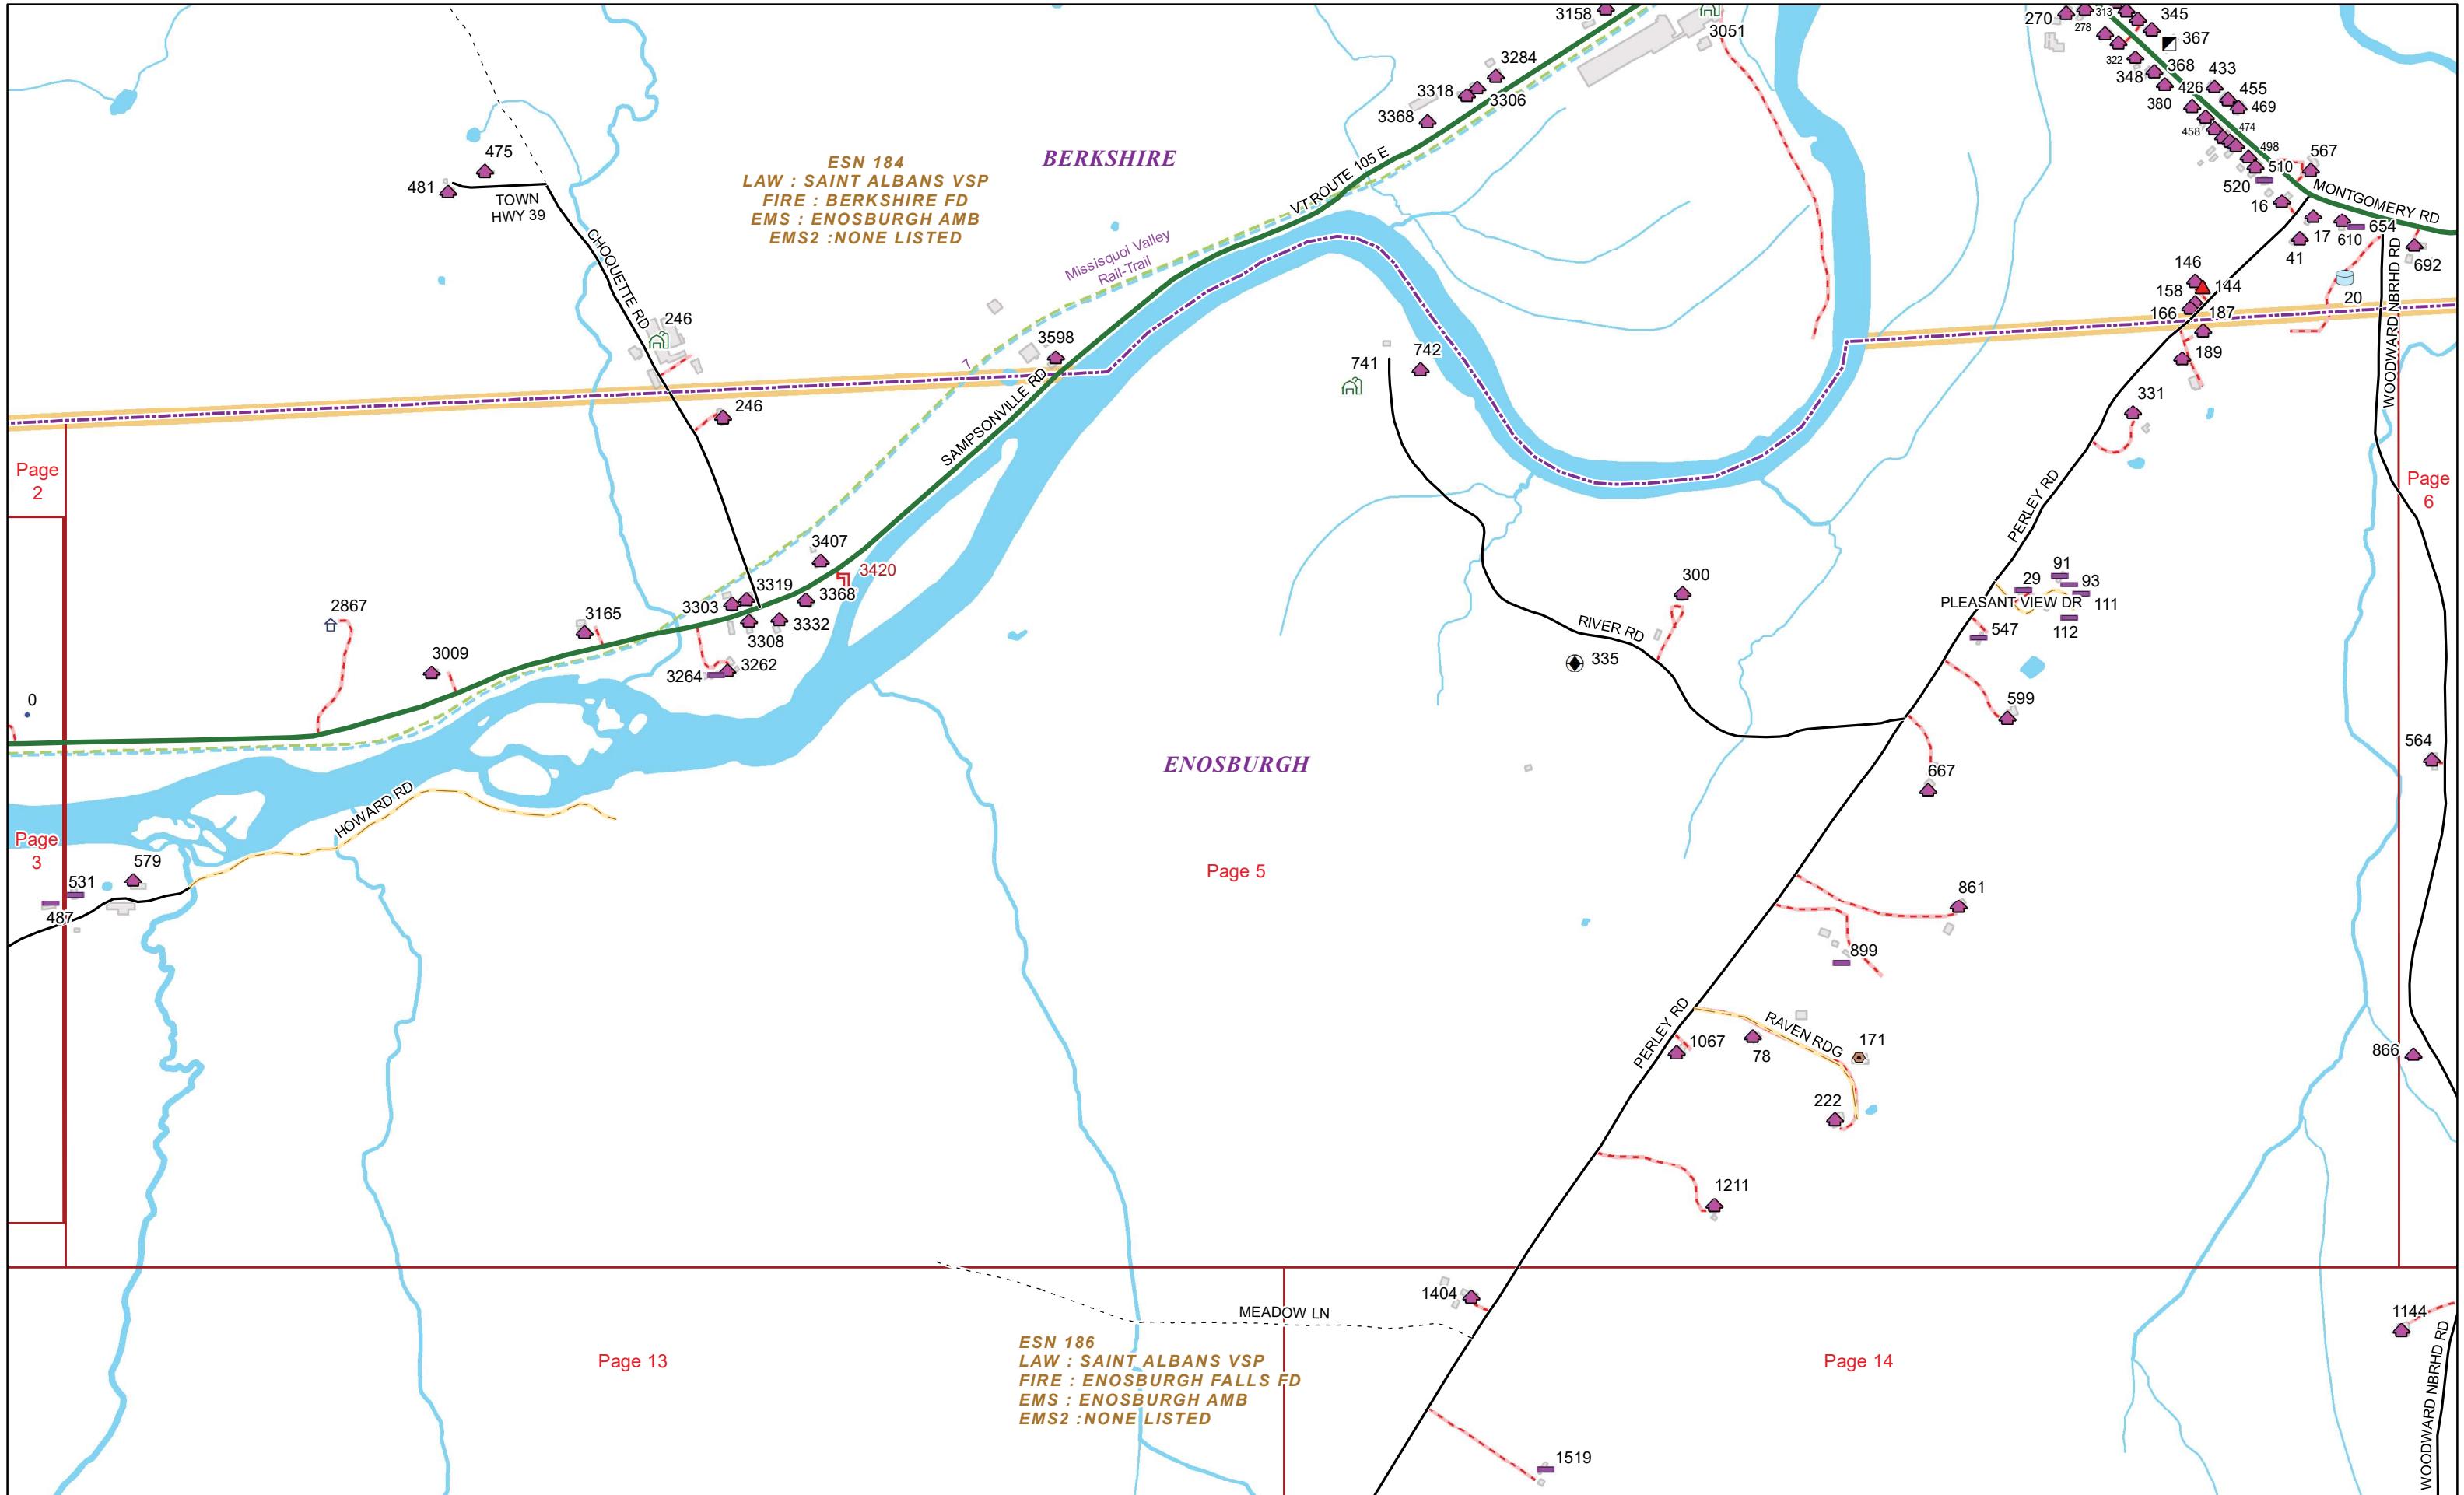 3158
3051
270
278
313
345
367
322
348
368
433
426
455
380
469
458
474
498
510
567
520
16
MONTGOMERY RD
17
610
654
41
692
3284
3318
3306
3368
475
481
TOWN
HWY 39
ESN 184
LAW : SAINT ALBANS VSP
FIRE : BERKSHIRE FD
EMS : ENOSBURGH AMB
EMS2 :NONE LISTED
BERKSHIRE
VT ROUTE 105 E
Missisquoi Valley
Rail-Trail
7
CHOQUETTE RD
246
246
3598
SAMPSONVILLE RD
741
742
146
144
158
166
187
189
20
WOODWARD NBRHD RD
331
PERLEY RD
Page
2
Page
6
3407
3420
3319
3303
3368
3332
3308
3165
3262
3264
2867
3009
0
300
RIVER RD
335
91
29
93
PLEASANT VIEW DR
111
547
112
599
667
564
ENOSBURGH
HOWARD RD
Page
3
579
531
487
Page 5
861
899
PERLEY RD
1067
78
RAVEN RDG
171
222
866
1211
1404
MEADOW LN
1144
ESN 186
LAW : SAINT ALBANS VSP
FIRE : ENOSBURGH FALLS FD
EMS : ENOSBURGH AMB
EMS2 :NONE LISTED
Page 13
Page 14
1519
WOODWARD NBRHD RD